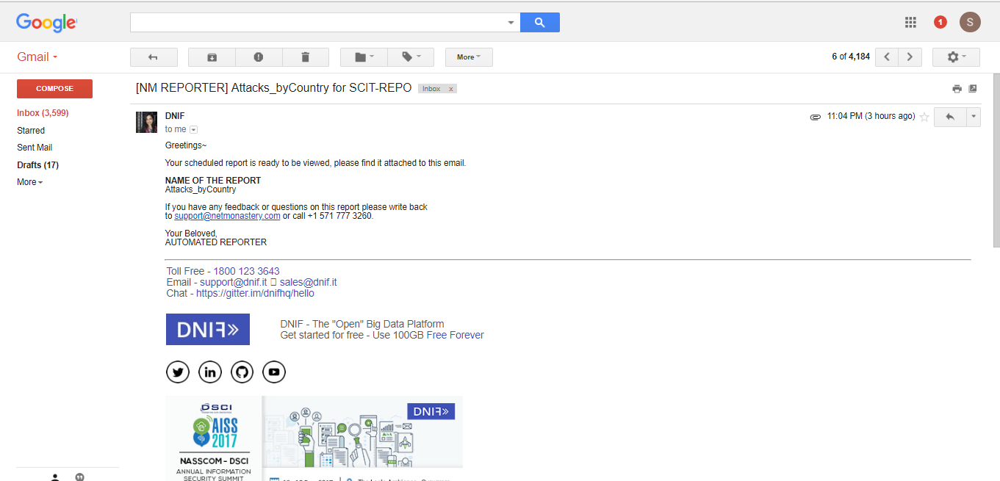 Google
1
S
Gmail
More
6 of 4,184
COMPOSE
Inbox (3,599)
Starred
Sent Mail
Drafts (17)
More
[NM REPORTER] Attacks_byCountry for SCIT-REPO
Inbox x
DNIF
11:04 PM (3 hours ago)
to me
Greetings~
Your scheduled report is ready to be viewed, please find it attached to this email.
NAME OF THE REPORT
Attacks_byCountry
If you have any feedback or questions on this report please write back
to support@netmonastery.com or call +1 571 777 3260.
Your Beloved,
AUTOMATED REPORTER
Toll Free - 1800 123 3643
Email - support@dnif.it sales@dnif.it
Chat - https://gitter.im/dnifhq/hello
DNIF
DNIF - The "Open" Big Data Platform
Get started for free - Use 100GB Free Forever
in
DSCI
AISS
2017
NASSCOM - DSCI
ANNUAL INFORMATION
SECURITY SUMMIT
DNIF